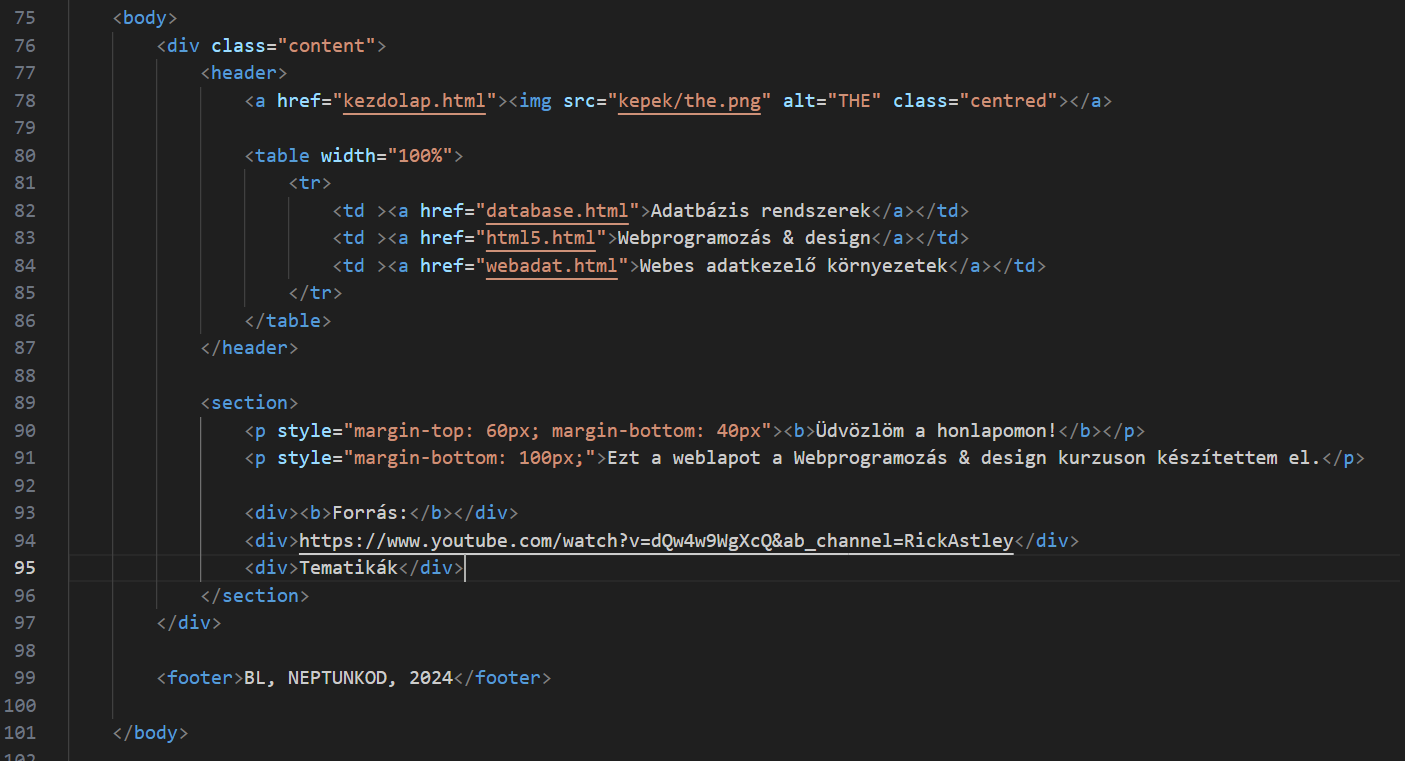 75 <body>
76 <div class="content">
77 <header>
78 <a href="kezdolap.html"><img src="kepek/the.png" alt="THE" class="centred"></a>
79
80 <table width="100%">
81 <tr>
82 <td ><a href="database.html">Adatbázis rendszerek</a></td>
83 <td ><a href="html5.html">Webprogramozás & design</a></td>
84 <td ><a href="webadat.html">Webes adatkezelő környezetek</a></td>
85 </tr>
86 </table>
87 </header>
88
89 <section>
90 <p style="margin-top: 60px; margin-bottom: 40px"><b>Üdvözlöm a honlapomon!</b></p>
91 <p style="margin-bottom: 100px;">Ezt a weblapot a Webprogramozás & design kurzuson készítettem el.</p>
92
93 <div><b>Forrás:</b></div>
94 <div>https://www.youtube.com/watch?v=dQw4w9WgXcQ&ab_channel=RickAstley</div>
95 <div>Tematikák</div>
96 </section>
97 </div>
98
99 <footer>BL, NEPTUNKOD, 2024</footer>
100
101 </body>
102